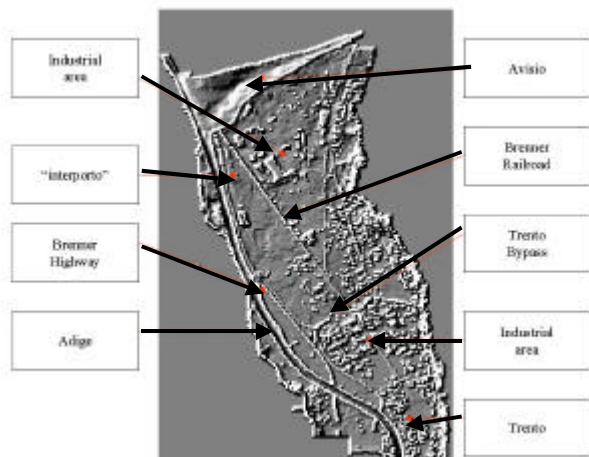 Industrial
area
"interporto"
Brenner
Highway
Adige
Avisio
Brenner
Railroad
Trento
Bypass
Industrial
area
Trento